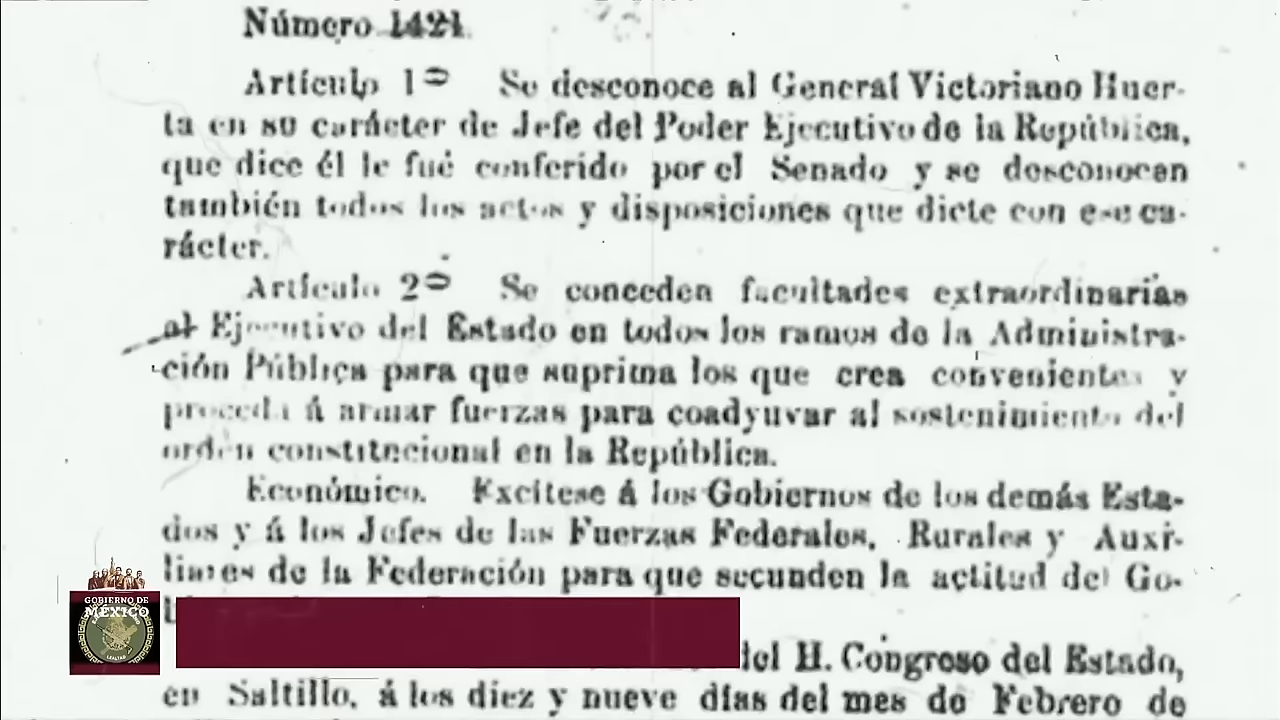 Número 1421.
Artículo 1º Se desconoce al General Victoriano Huer-
ta en su carácter de Jefe del Poder Ejecutivo de la República,
que dice él le fué conferido por el Senado y se desconocen
también todos los actos y disposiciones que dicte con ese ca-
rácter.
Artículo 2º Se conceden facultades extraordinarias
al Ejecutivo del Estado en todos los ramos de la Administra-
ción Pública para que suprima los que crea convenientes y
proceda á armar fuerzas para coadyuvar al sostenimiento del
orden constitucional en la República.
Económico. Excítese á los Gobiernos de los demás Esta-
dos y á los Jefes de las Fuerzas Federales, Rurales y Auxi-
liares de la Federación para que secunden la actitud del Go-
del H. Congreso del Estado,
en Saltillo, á los diez y nueve días del mes de Febrero de
GOBIERNO DE
MÉXICO
LEALTAD